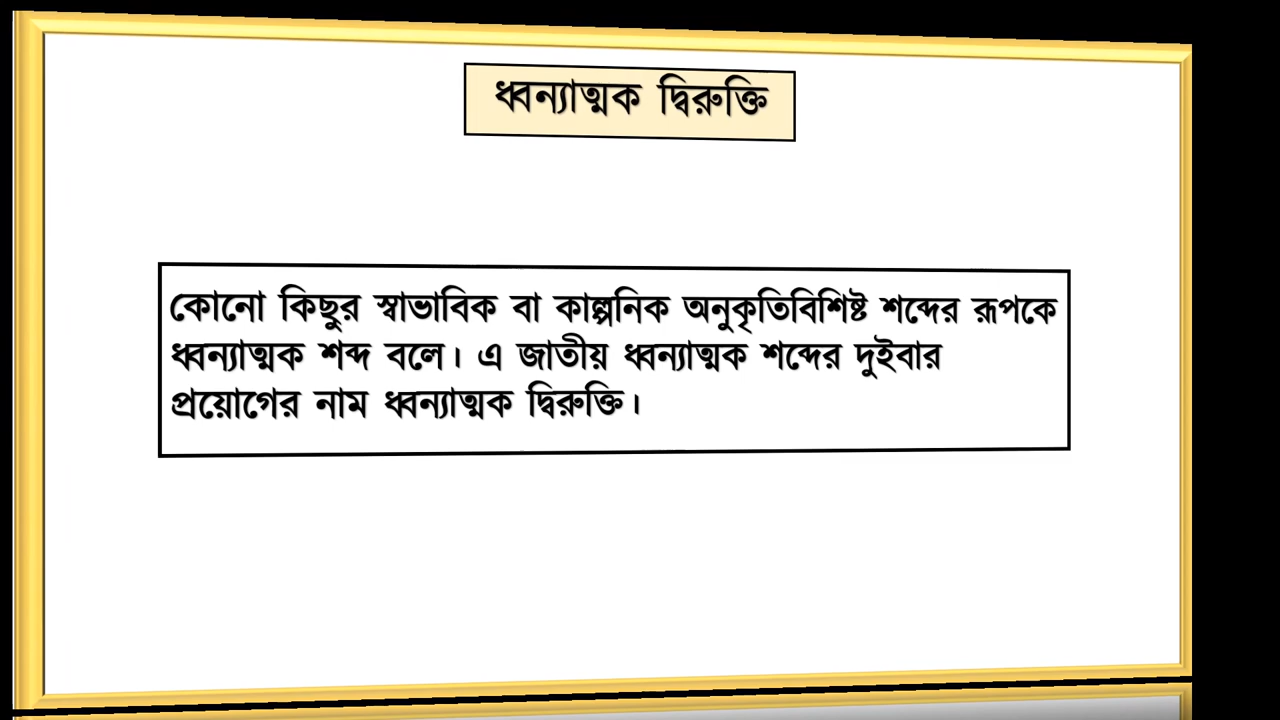 ধ্বন্যাত্মক দ্বিরুক্তি
কোনো কিছুর স্বাভাবিক বা কাল্পনিক অনুকৃতিবিশিষ্ট শব্দের রূপকে
ধ্বন্যাত্মক শব্দ বলে। এ জাতীয় ধ্বন্যাত্মক শব্দের দুইবার
প্রয়োগের নাম ধ্বন্যাত্মক দ্বিরুক্তি।